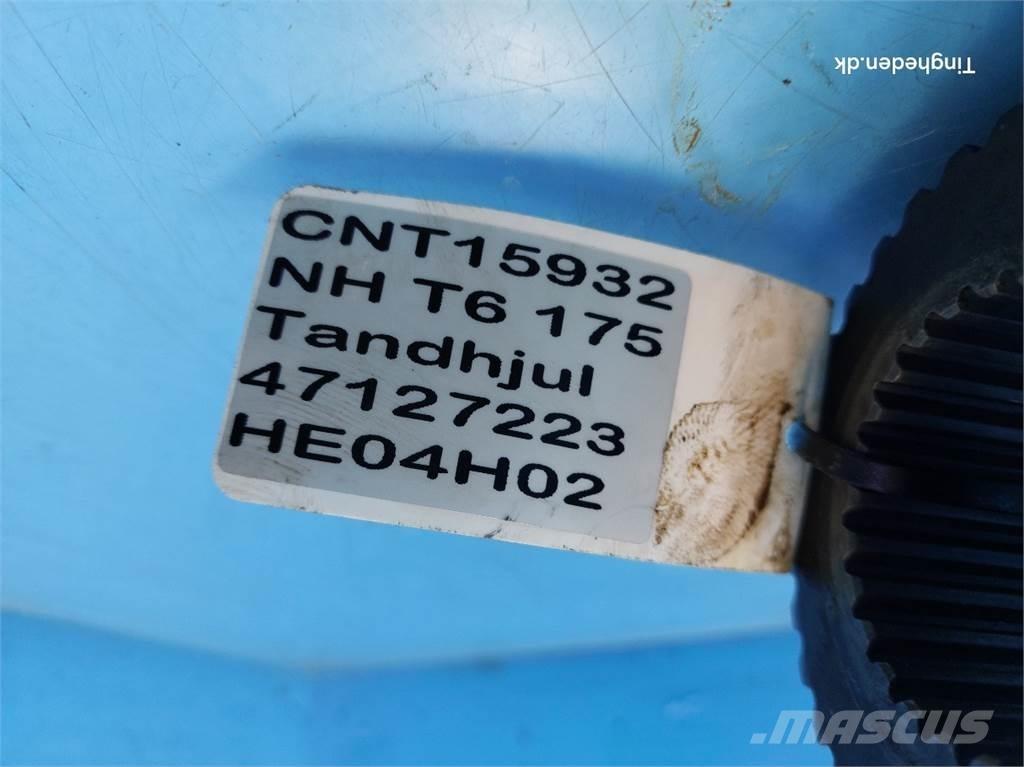 Tingheden.dk
CNT15932
NH T6 175
Tandhjul
47127223
HE04H02
.MASCUS